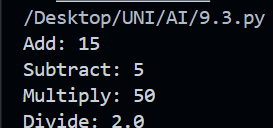 /Desktop/UNI/AI/9.3.py
Add: 15
Subtract: 5
Multiply: 50
Divide: 2.0